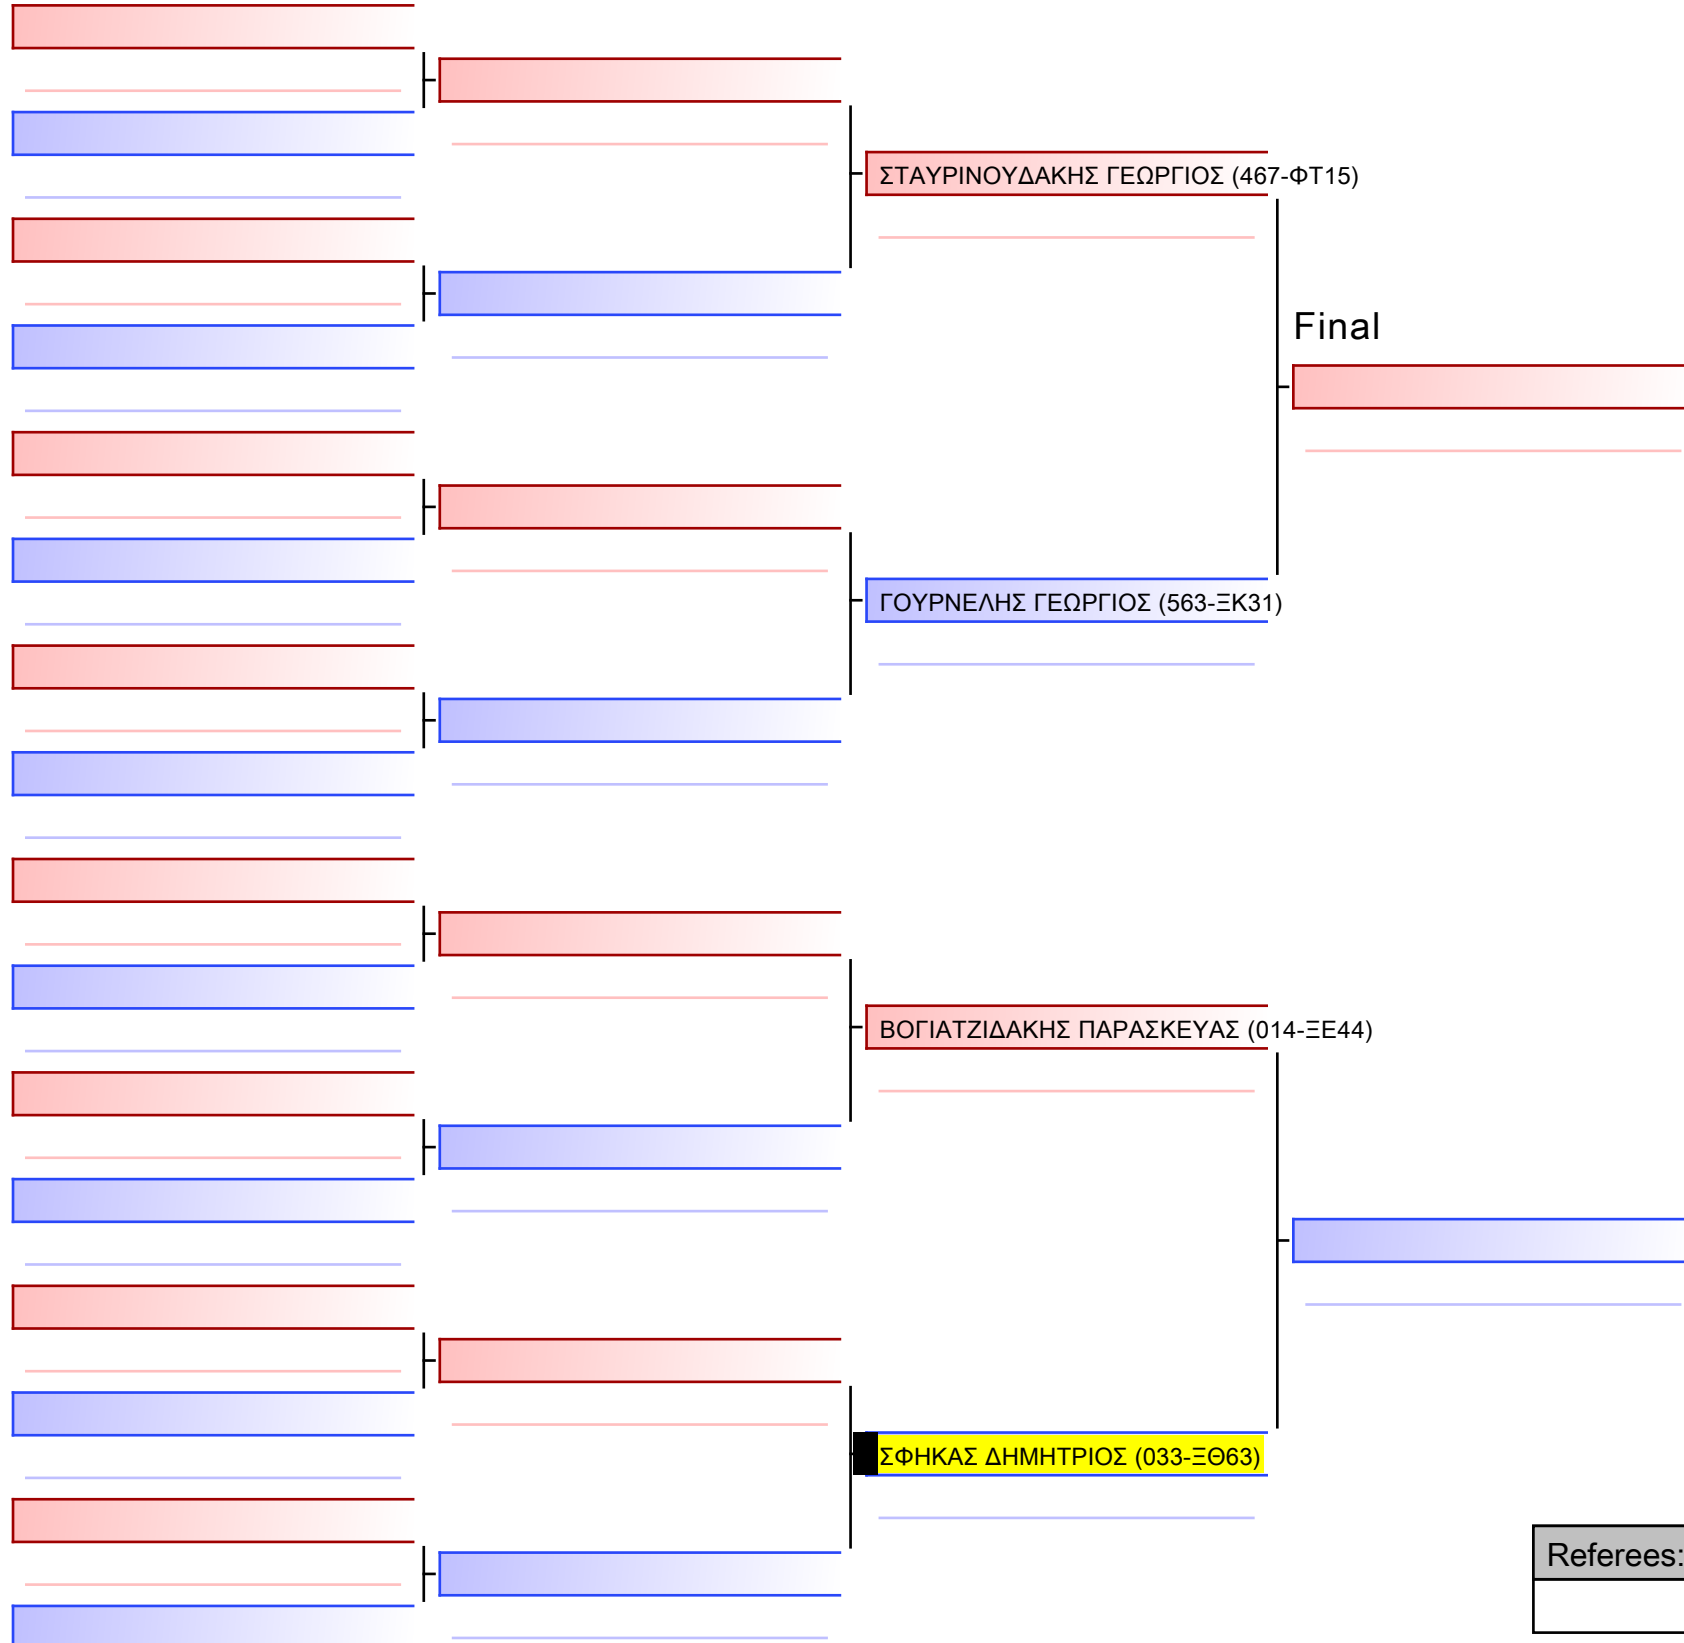 ΣΤΑΥΡΙΝΟΥΔΑΚΗΣ ΓΕΩΡΓΙΟΣ (467-ΦΤ15)
Final
ΓΟΥΡΝΕΛΗΣ ΓΕΩΡΓΙΟΣ (563-ΞΚ31)
ΒΟΓΙΑΤΖΙΔΑΚΗΣ ΠΑΡΑΣΚΕΥΑΣ (014-ΞΕ44)
ΣΦΗΚΑΣ ΔΗΜΗΤΡΙΟΣ (033-ΞΘ63)
Referees: